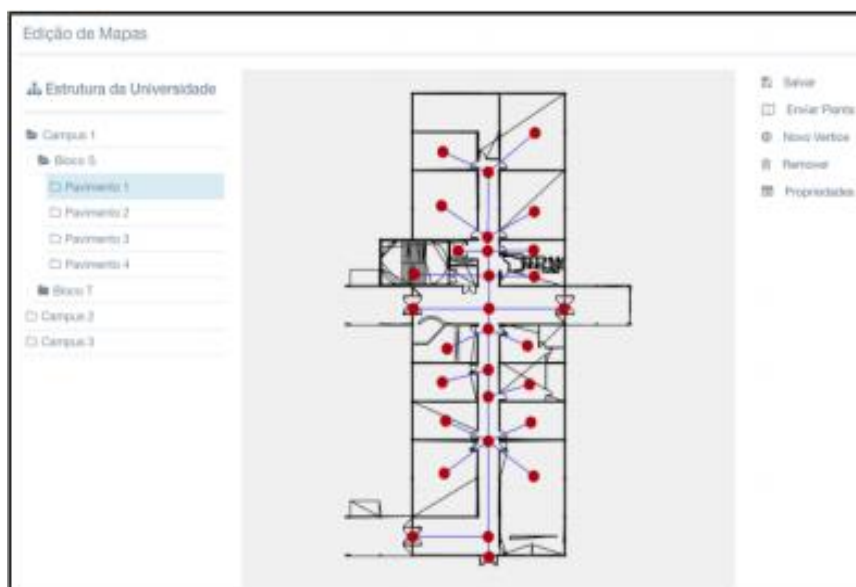 Edição de Mapas
Estrutura da Universidade
Campus 1
Bloco S
Pavimento 1
Pavimento 2
Pavimento 3
Pavimento 4
Bloco T
Campus 2
Campus 3
Salvar
Enviar Planta
Novo Vertice
Remover
Propriedades